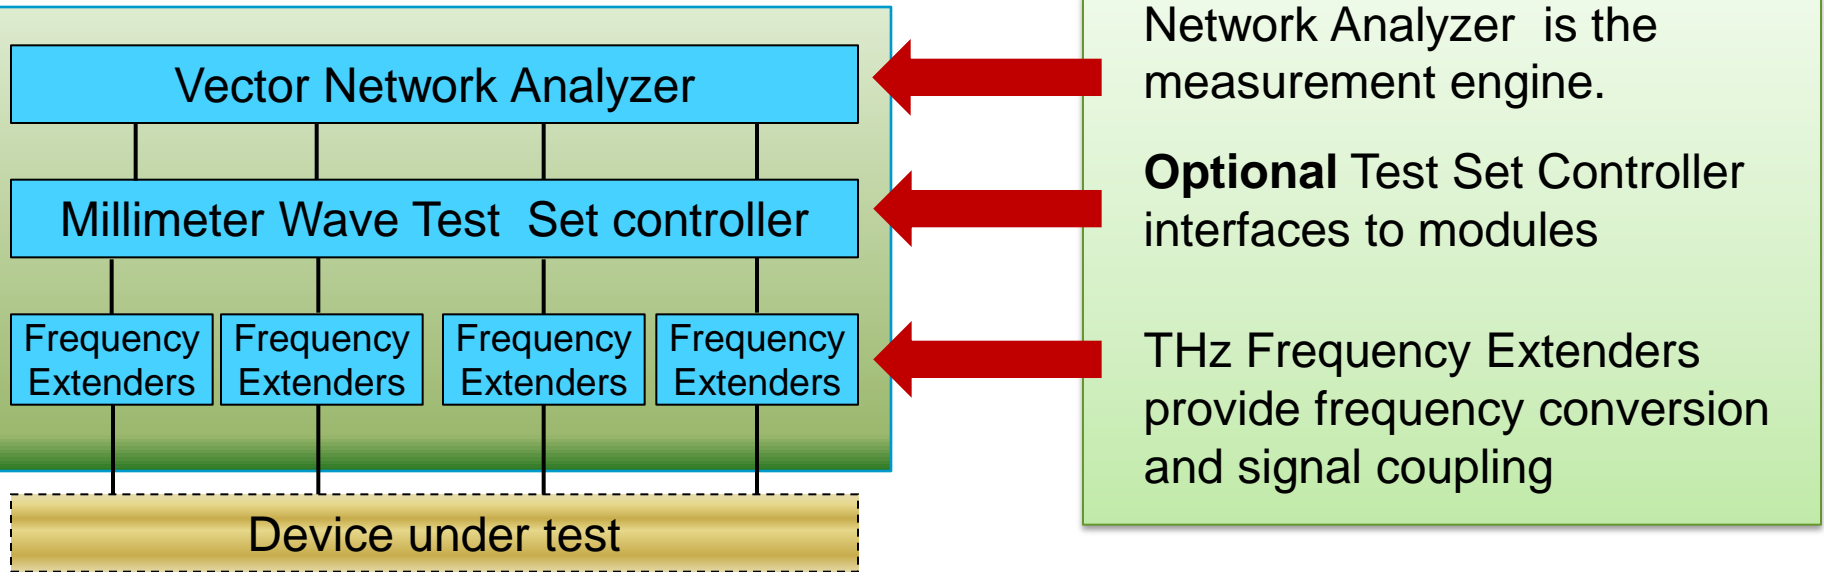 Vector Network Analyzer
Millimeter Wave Test  Set controller
Frequency
Extenders
Frequency
Extenders
Frequency
Extenders
Frequency
Extenders
Device under test
Network Analyzer  is the
measurement engine.
Optional Test Set Controller
interfaces to modules
THz Frequency Extenders
provide frequency conversion
and signal coupling